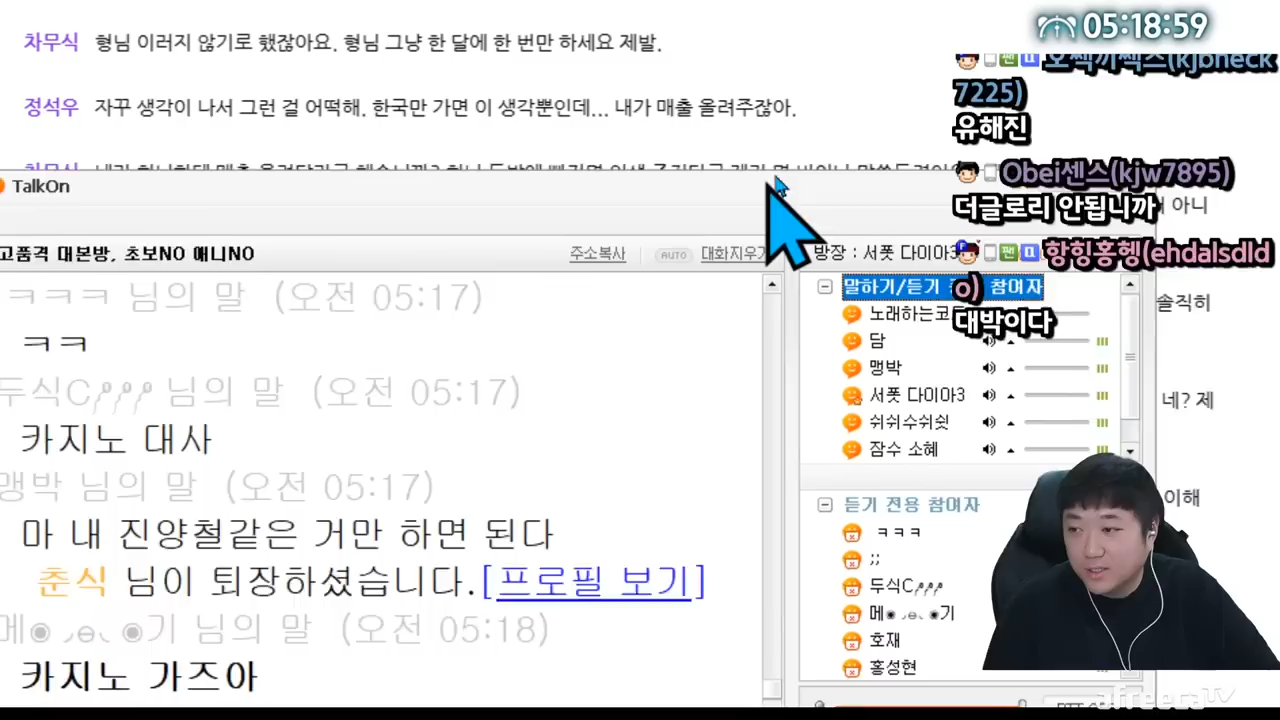 05:18:59
차무식 형님 이러지 않기로 했잖아요. 형님 그냥 한 달에 한 번만 하세요 제발.
정석우 자꾸 생각이 나서 그런 걸 어떡해. 한국만 가면 이 생각뿐인데... 내가 매출 올려주잖아.
7225)
유해진
Obei센스(kjw7895)
더글로리 안됩니까
아니
항헝홍헹(ehdalsdld
o)
대박이다
솔직히
네? 제
이해
TalkOn
고품격 대본방, 초보NO 애니NO
주소복사 AUTO 대화지우기
방장 : 서폿 다이아3
ㅋㅋㅋ 님의 말 (오전 05:17)
ㅋㅋ
두식C 님의 말 (오전 05:17)
카지노 대사
맹박 님의 말 (오전 05:17)
마 내 진양철같은 거만 하면 된다
춘식 님이 퇴장하셨습니다.[프로필 보기]
메◉ 기 님의 말 (오전 05:18)
카지노 가즈아
말하기/듣기 참여자
노래하는코
담
맹박
서폿 다이아3
쉬쉬수쉬쉿
잠수 소혜
듣기 전용 참여자
ㅋㅋㅋ
;;
두식C
호재
홍성현
afreecaTV